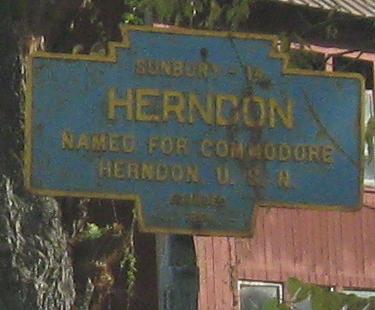 SUNBURY - 14
HERNDON
NAMED FOR COMMODORE
HERNDON U. S. N.